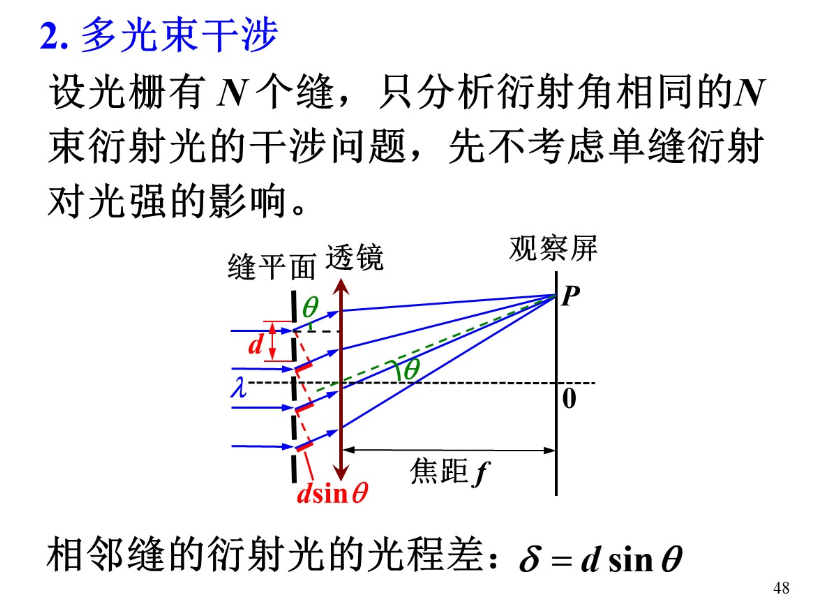 2. 多光束干涉
设光栅有 N 个缝，只分析衍射角相同的N
束衍射光的干涉问题，先不考虑单缝衍射
对光强的影响。
缝平面
透镜
观察屏
θ
P
d
θ
λ
0
焦距 f
dsinθ
相邻缝的衍射光的光程差：δ = d sin θ
48